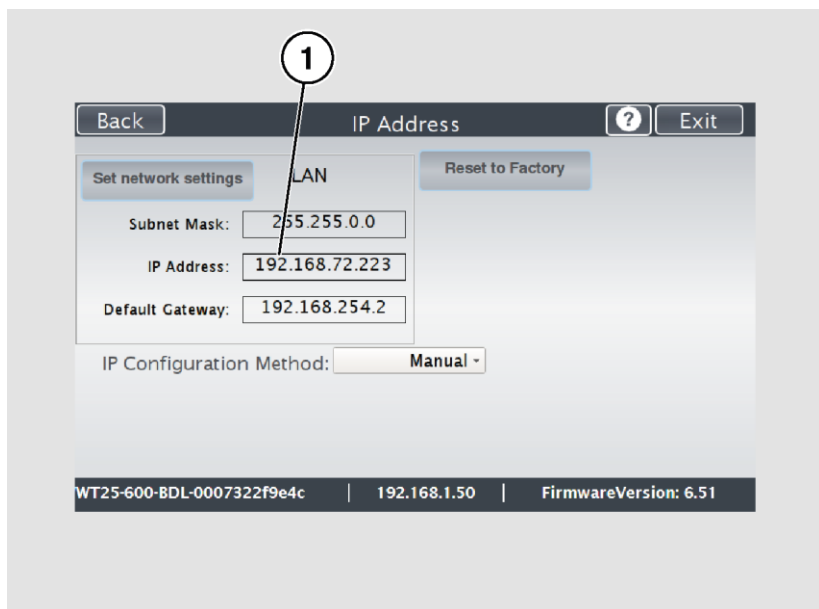 1
Back IP Address ? Exit
Set network settings LAN Reset to Factory
Subnet Mask: 255.255.0.0
IP Address: 192.168.72.223
Default Gateway: 192.168.254.2
IP Configuration Method: Manual
WT25-600-BDL-0007322f9e4c | 192.168.1.50 | FirmwareVersion: 6.51